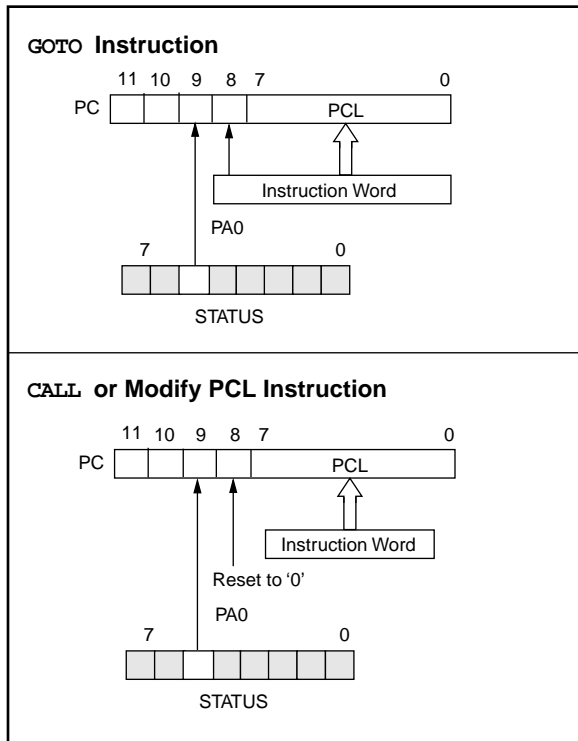 GOTO Instruction
11 10 9 8 7 0
PC PCL
Instruction Word
PA0
7 0
STATUS
CALL or Modify PCL Instruction
11 10 9 8 7 0
PC PCL
Instruction Word
Reset to ‘0’
PA0
7 0
STATUS